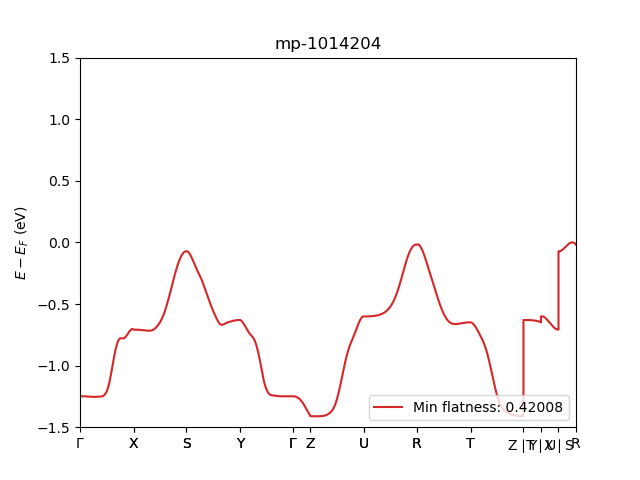 mp-1014204
E − E_F (eV)
1.5
1.0
0.5
0.0
−0.5
−1.0
−1.5
Min flatness: 0.42008
Γ X S Y Γ Z U R T Z | T Y | X U | S R